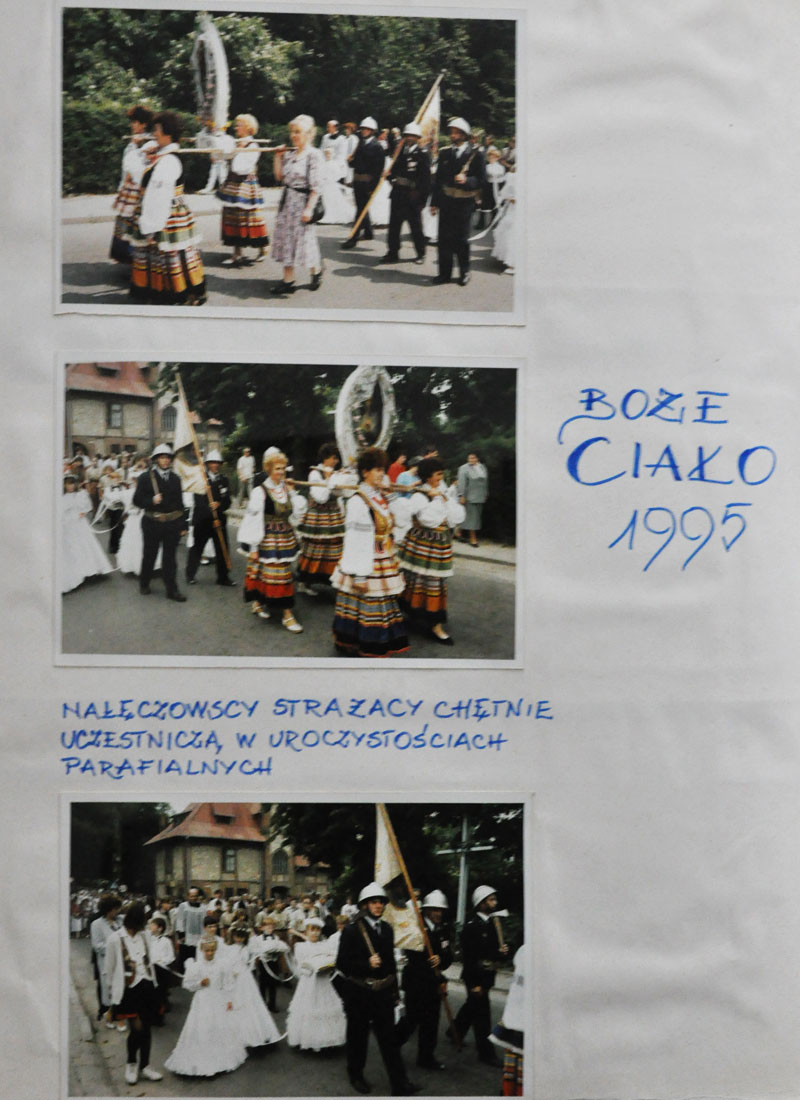 BOŻE
CIAŁO
1995
NAŁĘCZOWSCY STRAŻACY CHĘTNIE
UCZESTNICZĄ W UROCZYSTOŚCIACH
PARAFIALNYCH